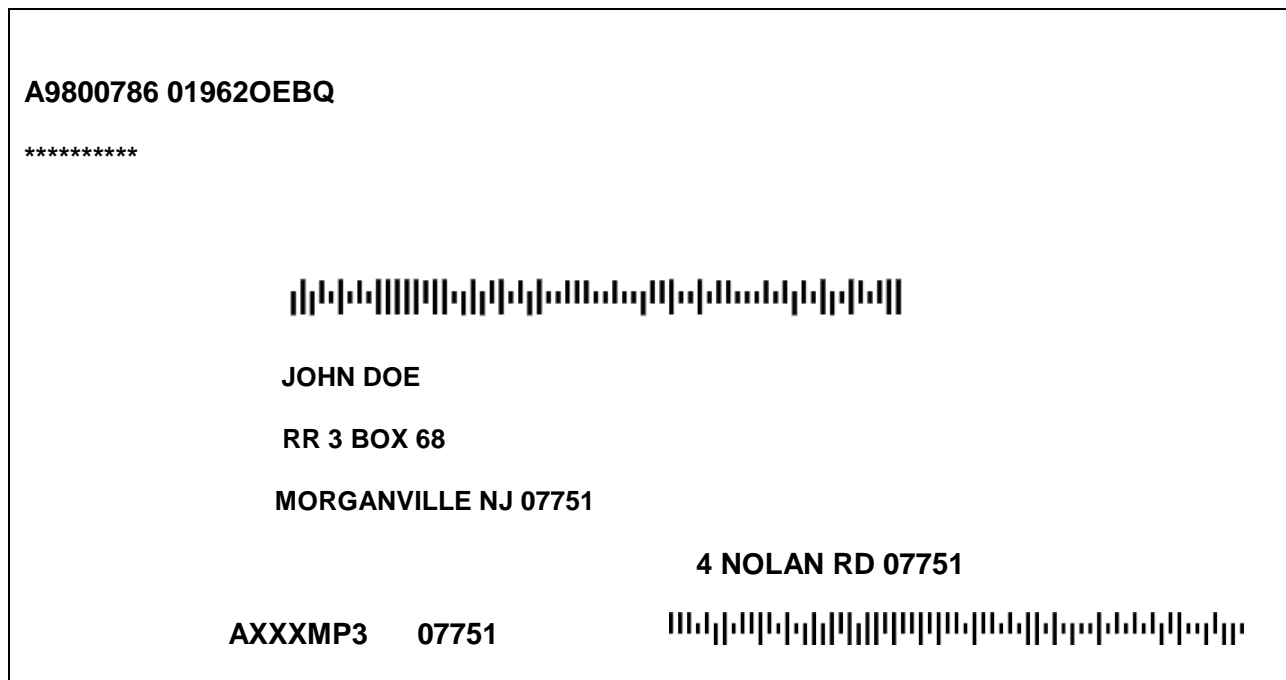 A9800786 01962OEBQ
**********
JOHN DOE
RR 3 BOX 68
MORGANVILLE NJ 07751
4 NOLAN RD 07751
AXXXMP3 07751